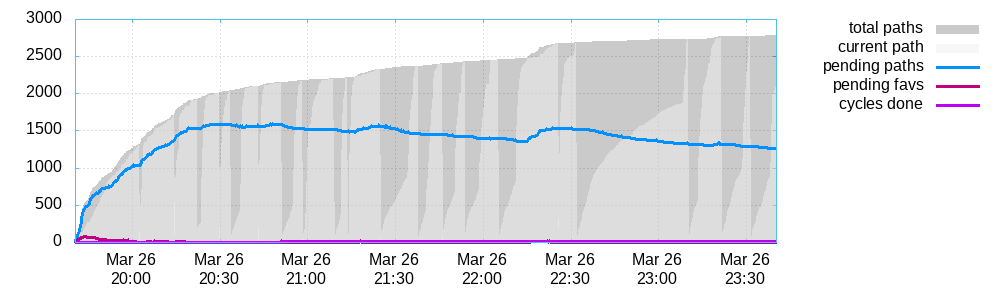 3000
2500
2000
1500
1000
500
0
Mar 26 Mar 26 Mar 26 Mar 26 Mar 26 Mar 26 Mar 26 Mar 26
20:00 20:30 21:00 21:30 22:00 22:30 23:00 23:30
total paths
current path
pending paths
pending favs
cycles done